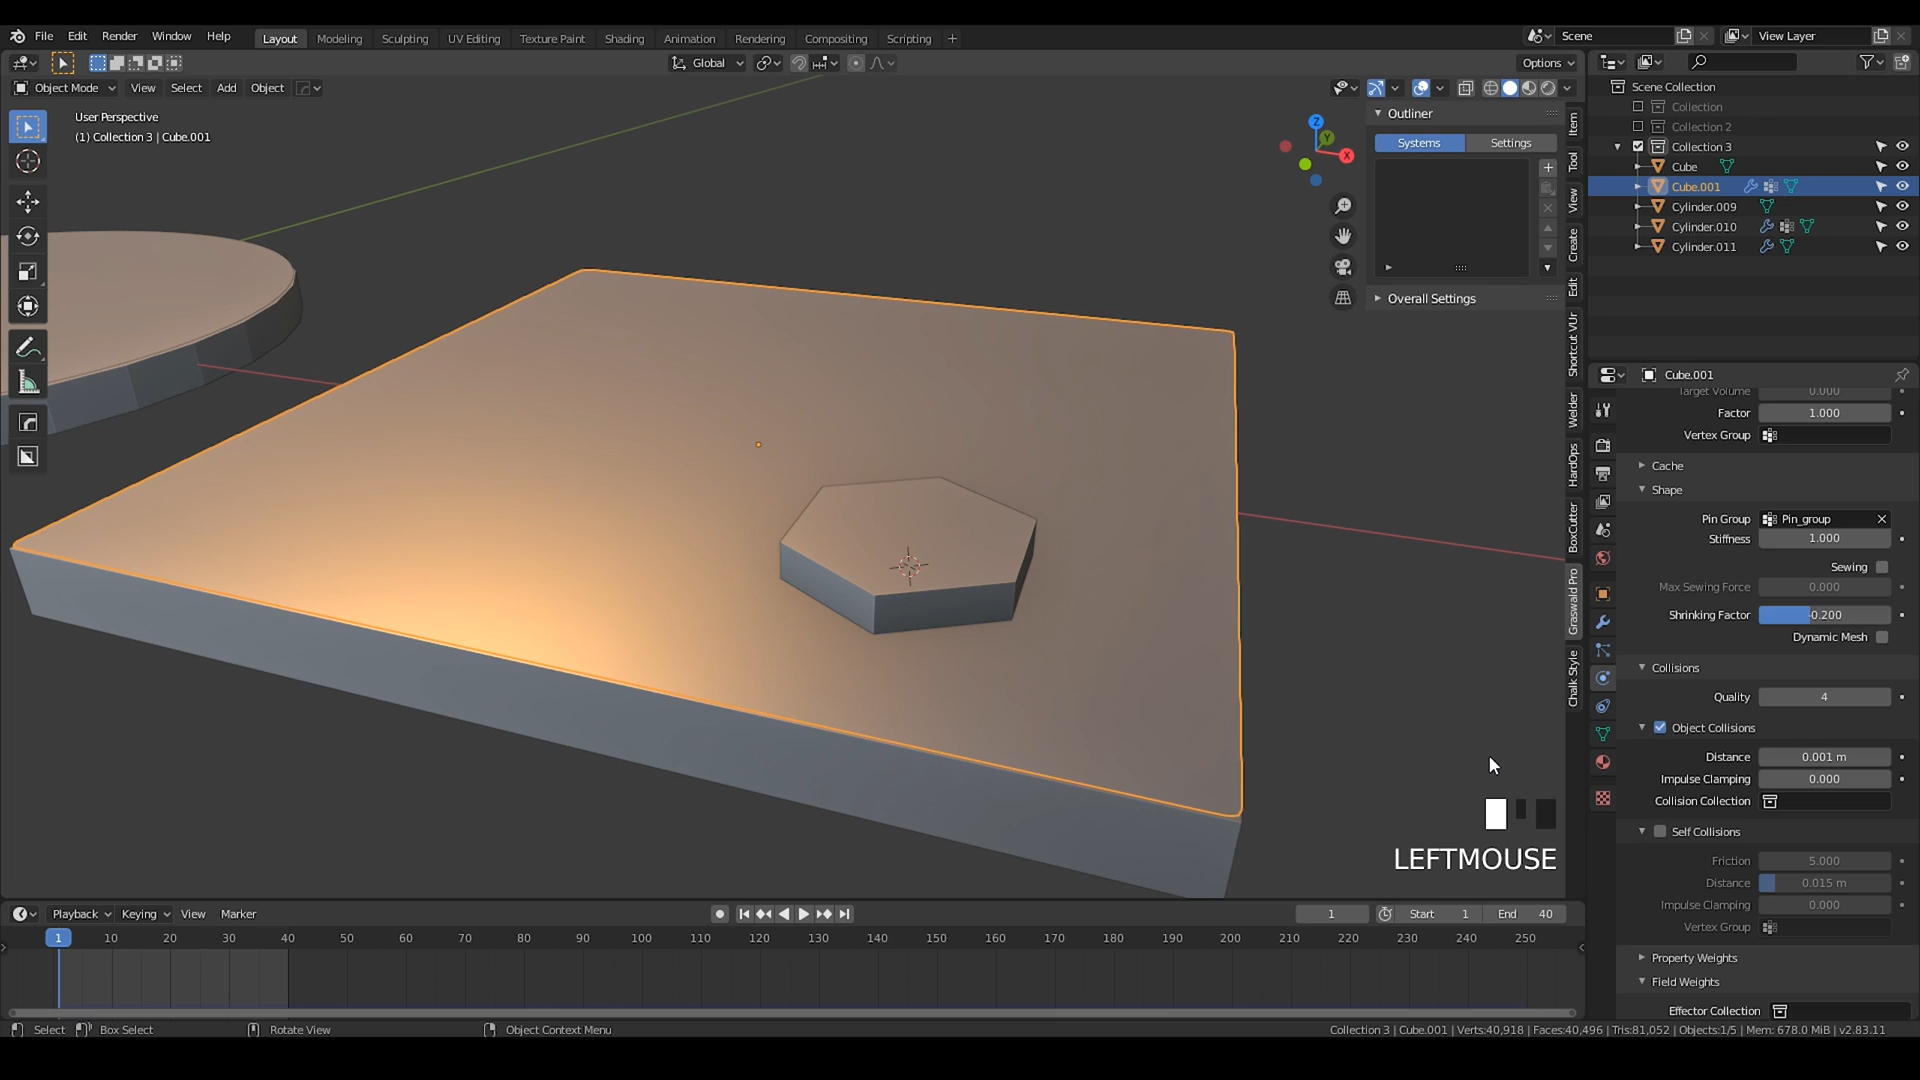 File Edit Render Window Help Layout Modeling Sculpting UV Editing Texture Paint Shading Animation Rendering Compositing Scripting + Scene View Layer
Global Options
Object Mode View Select Add Object
User Perspective
(1) Collection 3 | Cube.001
Z
Y
X
Outliner
Systems Settings
Overall Settings
Item
Tool
View
Create
Edit
Shortcut VUr
Welder
HardOps
BoxCutter
Graswald Pro
Chalk Style
Scene Collection
Collection
Collection 2
Collection 3
Cube
Cube.001
Cylinder.009
Cylinder.010
Cylinder.011
Cube.001
Target Volume 0.000
Factor 1.000
Vertex Group
Cache
Shape
Pin Group Pin_group
Stiffness 1.000
Sewing
Max Sewing Force 0.000
Shrinking Factor -0.200
Dynamic Mesh
Collisions
Quality 4
Object Collisions
Distance 0.001 m
Impulse Clamping 0.000
Collision Collection
Self Collisions
Friction 5.000
Distance 0.015 m
Impulse Clamping 0.000
Vertex Group
Property Weights
Field Weights
Effector Collection
LEFTMOUSE
Playback Keying View Marker 1 Start 1 End 40
1 10 20 30 40 50 60 70 80 90 100 110 120 130 140 150 160 170 180 190 200 210 220 230 240 250
Select Box Select Rotate View Object Context Menu Collection 3 | Cube.001 | Verts:40,918 | Faces:40,496 | Tris:81,052 | Objects:1/5 | Mem: 678.0 MiB | v2.83.11